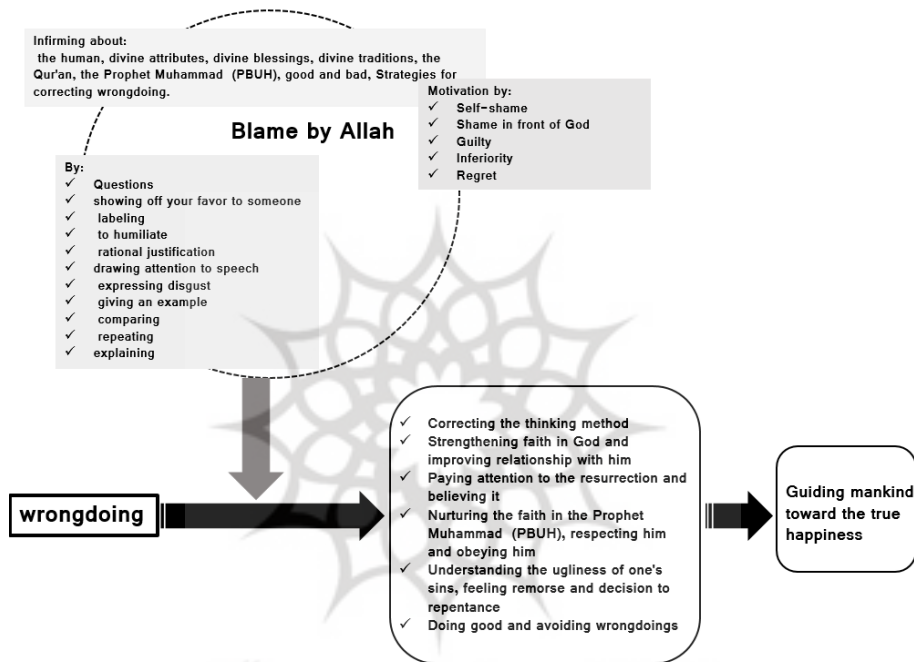 Infirming about:
the human, divine attributes, divine blessings, divine traditions, the
Qur'an, the Prophet Muhammad (PBUH), good and bad, Strategies for
correcting wrongdoing.
Motivation by:
✓ Self-shame
✓ Shame in front of God
✓ Guilty
✓ Inferiority
✓ Regret
Blame by Allah
By:
✓ Questions
✓ showing off your favor to someone
✓ labeling
✓ to humiliate
✓ rational justification
✓ drawing attention to speech
✓ expressing disgust
✓ giving an example
✓ comparing
✓ repeating
✓ explaining
wrongdoing
✓ Correcting the thinking method
✓ Strengthening faith in God and
improving relationship with him
✓ Paying attention to the resurrection and
believing it
✓ Nurturing the faith in the Prophet
Muhammad (PBUH), respecting him
and obeying him
✓ Understanding the ugliness of one's
sins, feeling remorse and decision to
repentance
✓ Doing good and avoiding wrongdoings
Guiding mankind
toward the true
happiness